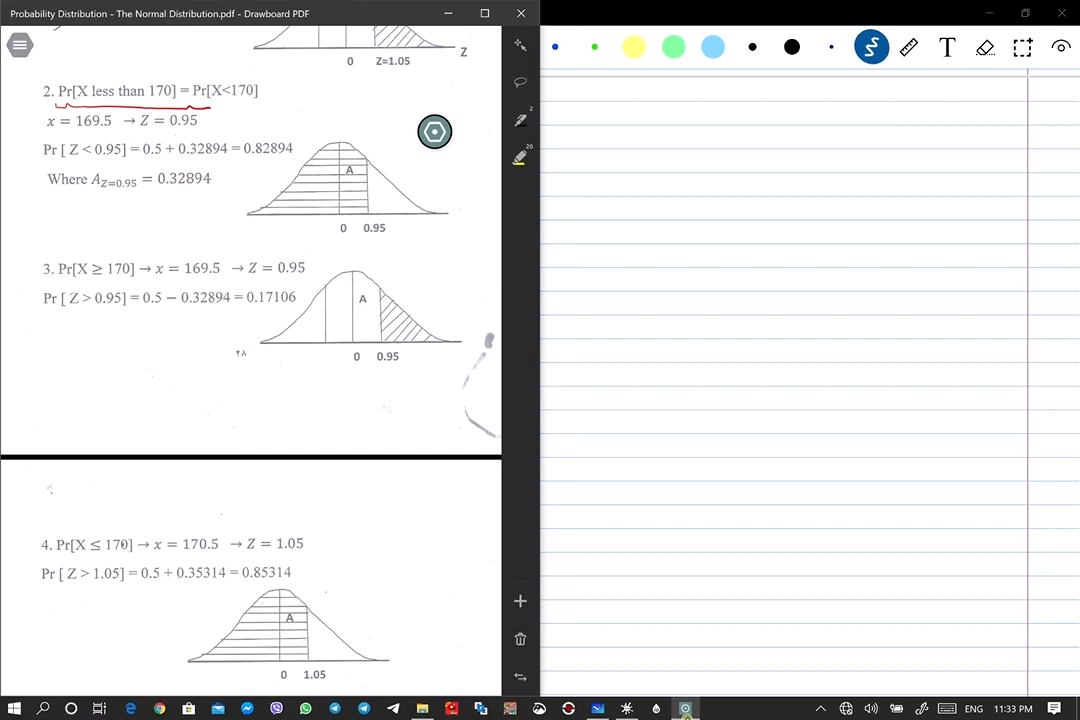 Probability Distribution - The Normal Distribution.pdf - Drawboard PDF
0 Z=1.05 Z
2. Pr[X less than 170] = Pr[X<170]
x = 169.5 → Z = 0.95
Pr [ Z < 0.95] = 0.5 + 0.32894 = 0.82894
Where A_{Z=0.95} = 0.32894
A
0 0.95
3. Pr[X ≥ 170] → x = 169.5 → Z = 0.95
Pr [ Z > 0.95] = 0.5 − 0.32894 = 0.17106
A
0 0.95
٢٨
4. Pr[X ≤ 170] → x = 170.5 → Z = 1.05
Pr [ Z > 1.05] = 0.5 + 0.35314 = 0.85314
A
0 1.05
2
20
T
ENG 11:33 PM